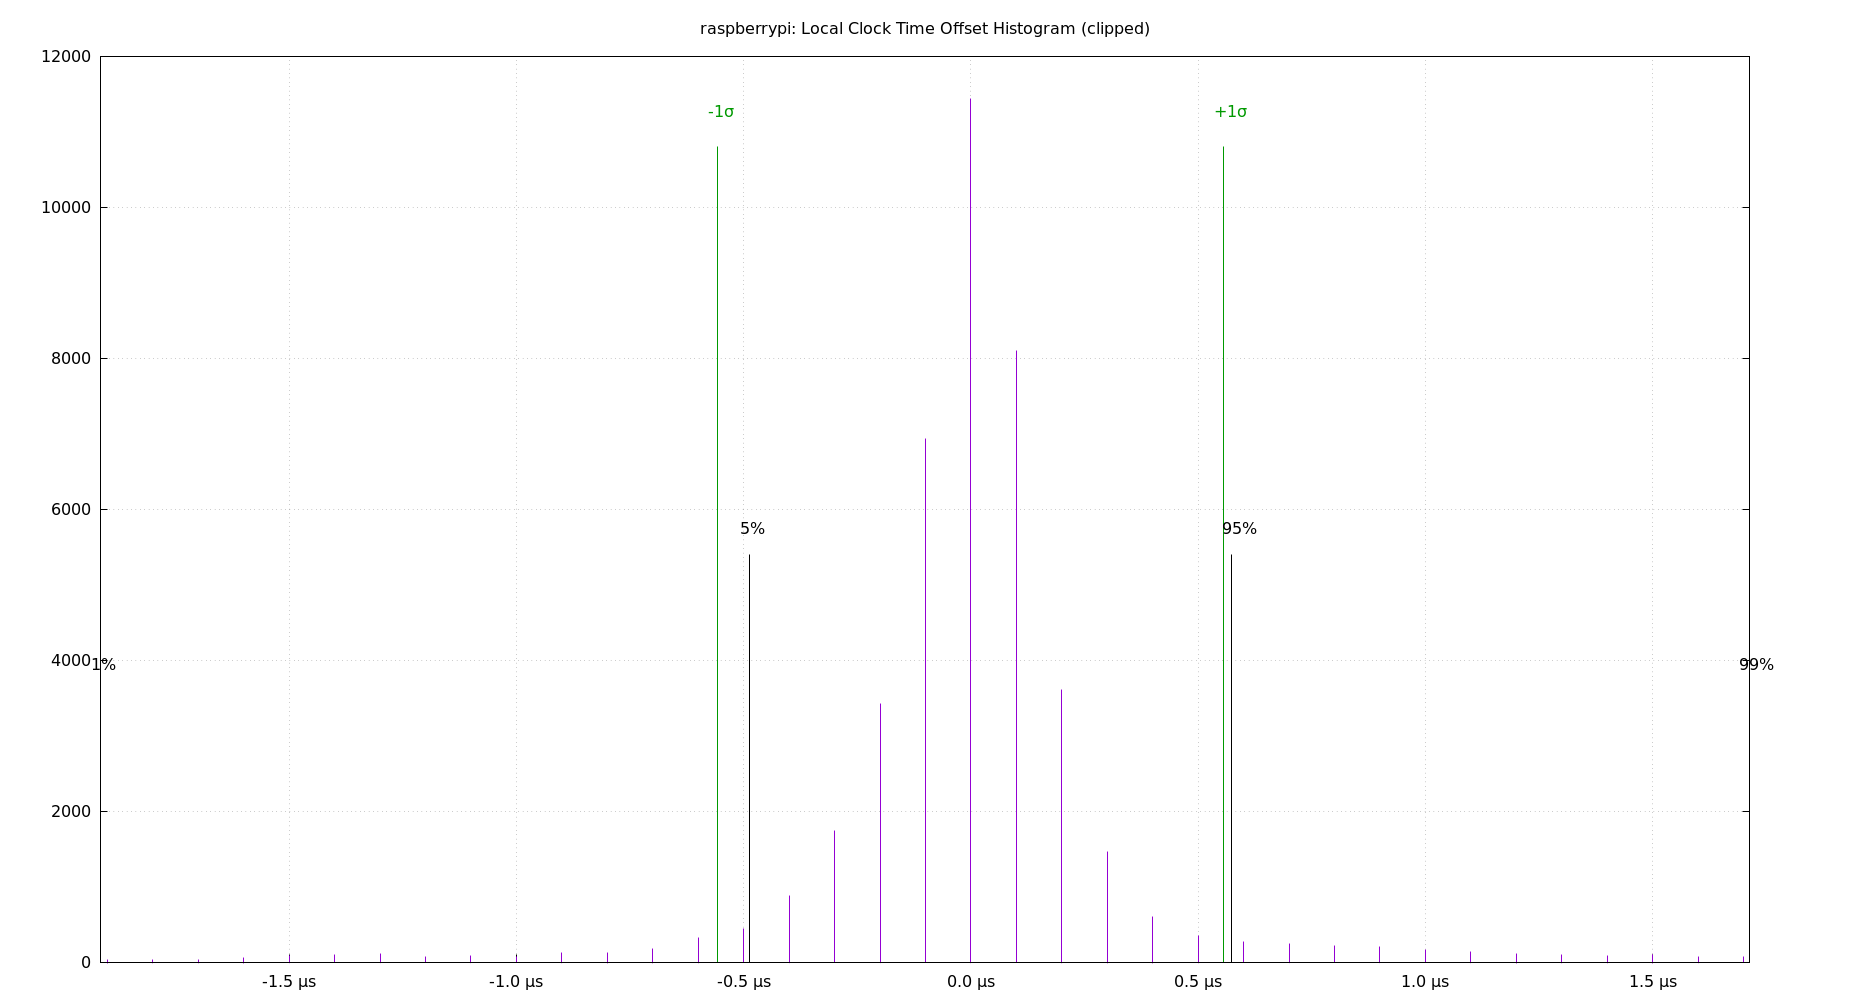 raspberrypi: Local Clock Time Offset Histogram (clipped)
12000
-1σ
+1σ
10000
8000
6000
5%
95%
4000
1%
99%
2000
0
-1.5 μs
-1.0 μs
-0.5 μs
0.0 μs
0.5 μs
1.0 μs
1.5 μs